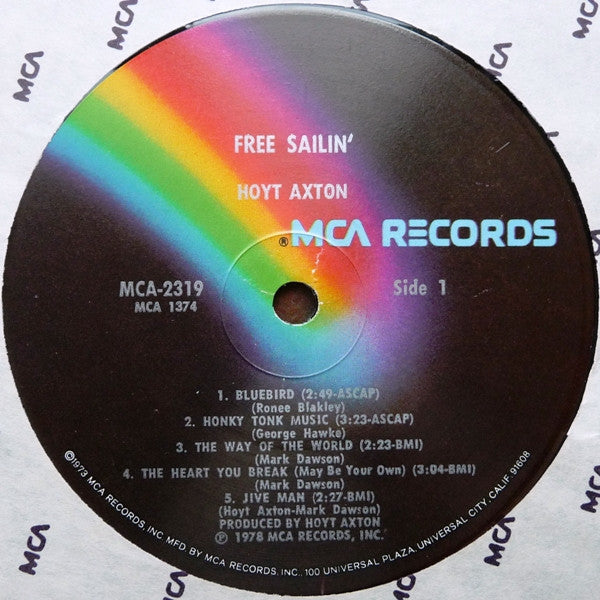 MCA
MCA
FREE SAILIN'
HOYT AXTON
® MCA RECORDS
MCA-2319
MCA 1374
Side 1
1. BLUEBIRD (2:49-ASCAP)
(Ronee Blakley)
2. HONKY TONK MUSIC (3:23-ASCAP)
(George Hawke)
3. THE WAY OF THE WORLD (2:23-BMI)
(Mark Dawson)
4. THE HEART YOU BREAK (May Be Your Own) (3:04-BMI)
(Mark Dawson)
5. JIVE MAN (2:27-BMI)
(Hoyt Axton-Mark Dawson)
PRODUCED BY HOYT AXTON
Ⓟ 1978 MCA RECORDS, INC.
©1973 MCA RECORDS, INC. MFD BY MCA RECORDS, INC., 100 UNIVERSAL PLAZA, UNIVERSAL CITY, CALIF. 91608
MCA
MCA
MCA
MCA